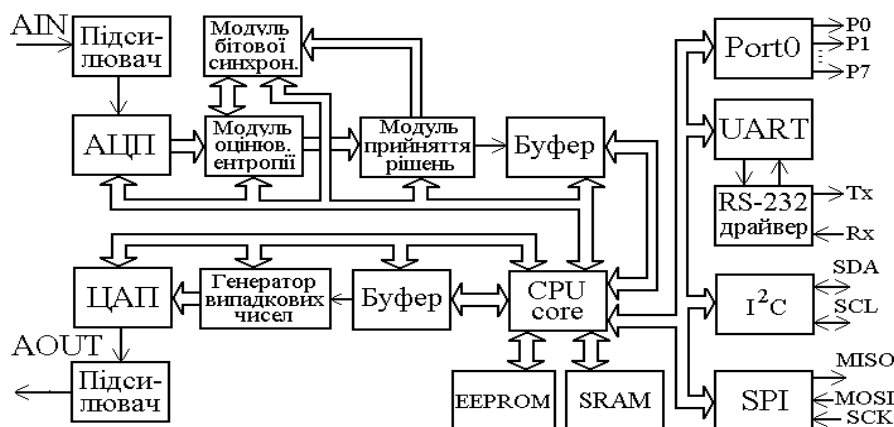 AIN
Підси-
лювач
Модуль
бітової
синхрон.
АЦП
Модуль
оцінюв.
ентропії
Модуль
прийняття
рішень
Буфер
Port0
P0
P1
P7
UART
RS-232
драйвер
Tx
Rx
ЦАП
Генератор
випадкових
чисел
Буфер
CPU
core
I²C
SDA
SCL
AOUT
Підси-
лювач
EEPROM
SRAM
SPI
MISO
MOSI
SCK